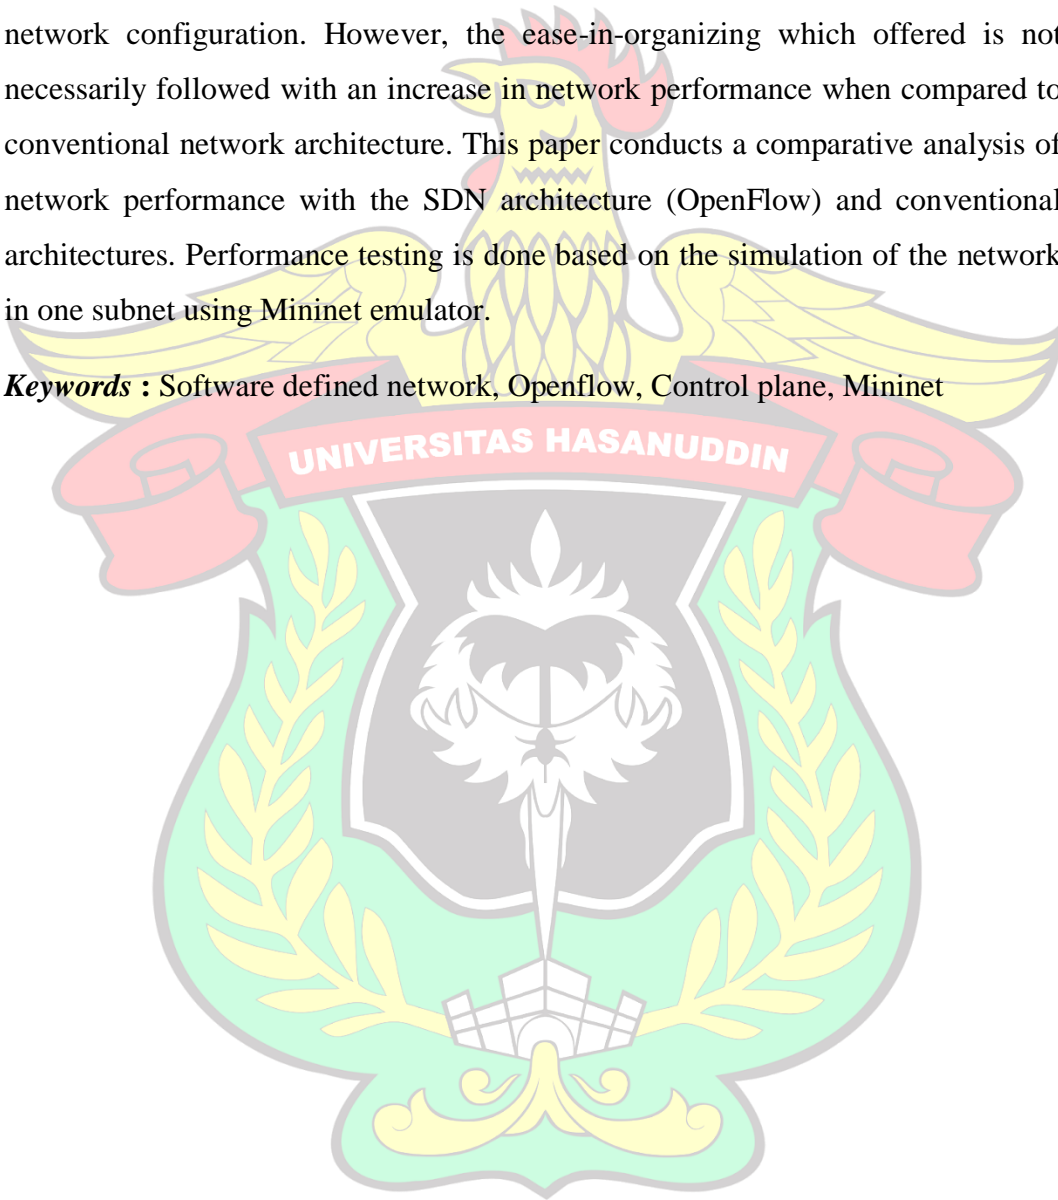 network configuration. However, the ease-in-organizing which offered is not
necessarily followed with an increase in network performance when compared to
conventional network architecture. This paper conducts a comparative analysis of
network performance with the SDN architecture (OpenFlow) and conventional
architectures. Performance testing is done based on the simulation of the network
in one subnet using Mininet emulator.
Keywords : Software defined network, Openflow, Control plane, Mininet
UNIVERSITAS HASANUDDIN